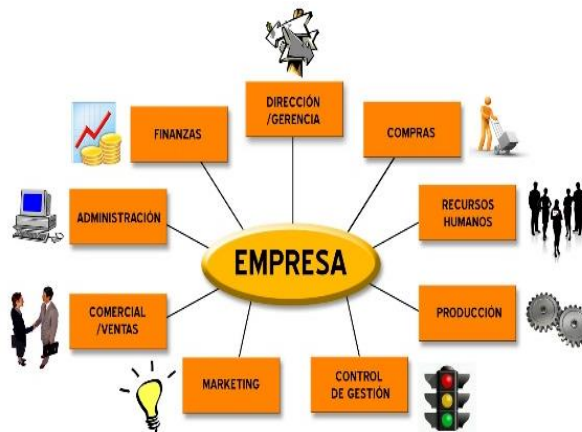 DIRECCIÓN
/GERENCIA
FINANZAS
COMPRAS
ADMINISTRACIÓN
RECURSOS
HUMANOS
EMPRESA
COMERCIAL
/VENTAS
PRODUCCIÓN
MARKETING
CONTROL
DE GESTIÓN